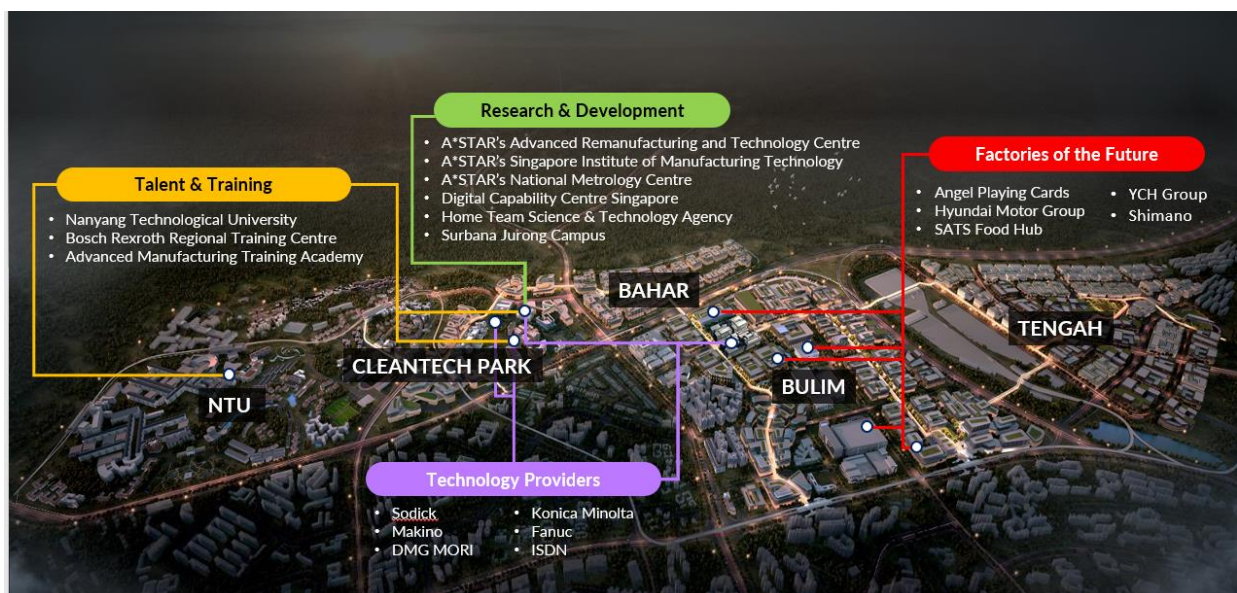 Research & Development
• A*STAR's Advanced Remanufacturing and Technology Centre
• A*STAR's Singapore Institute of Manufacturing Technology
• A*STAR's National Metrology Centre
• Digital Capability Centre Singapore
• Home Team Science & Technology Agency
• Surbana Jurong Campus
Factories of the Future
• Angel Playing Cards
• Hyundai Motor Group
• SATS Food Hub
• YCH Group
• Shimano
Talent & Training
• Nanyang Technological University
• Bosch Rexroth Regional Training Centre
• Advanced Manufacturing Training Academy
BAHAR
TENGAH
CLEANTECH PARK
BULIM
NTU
Technology Providers
• Sodick
• Makino
• DMG MORI
• Konica Minolta
• Fanuc
• ISDN